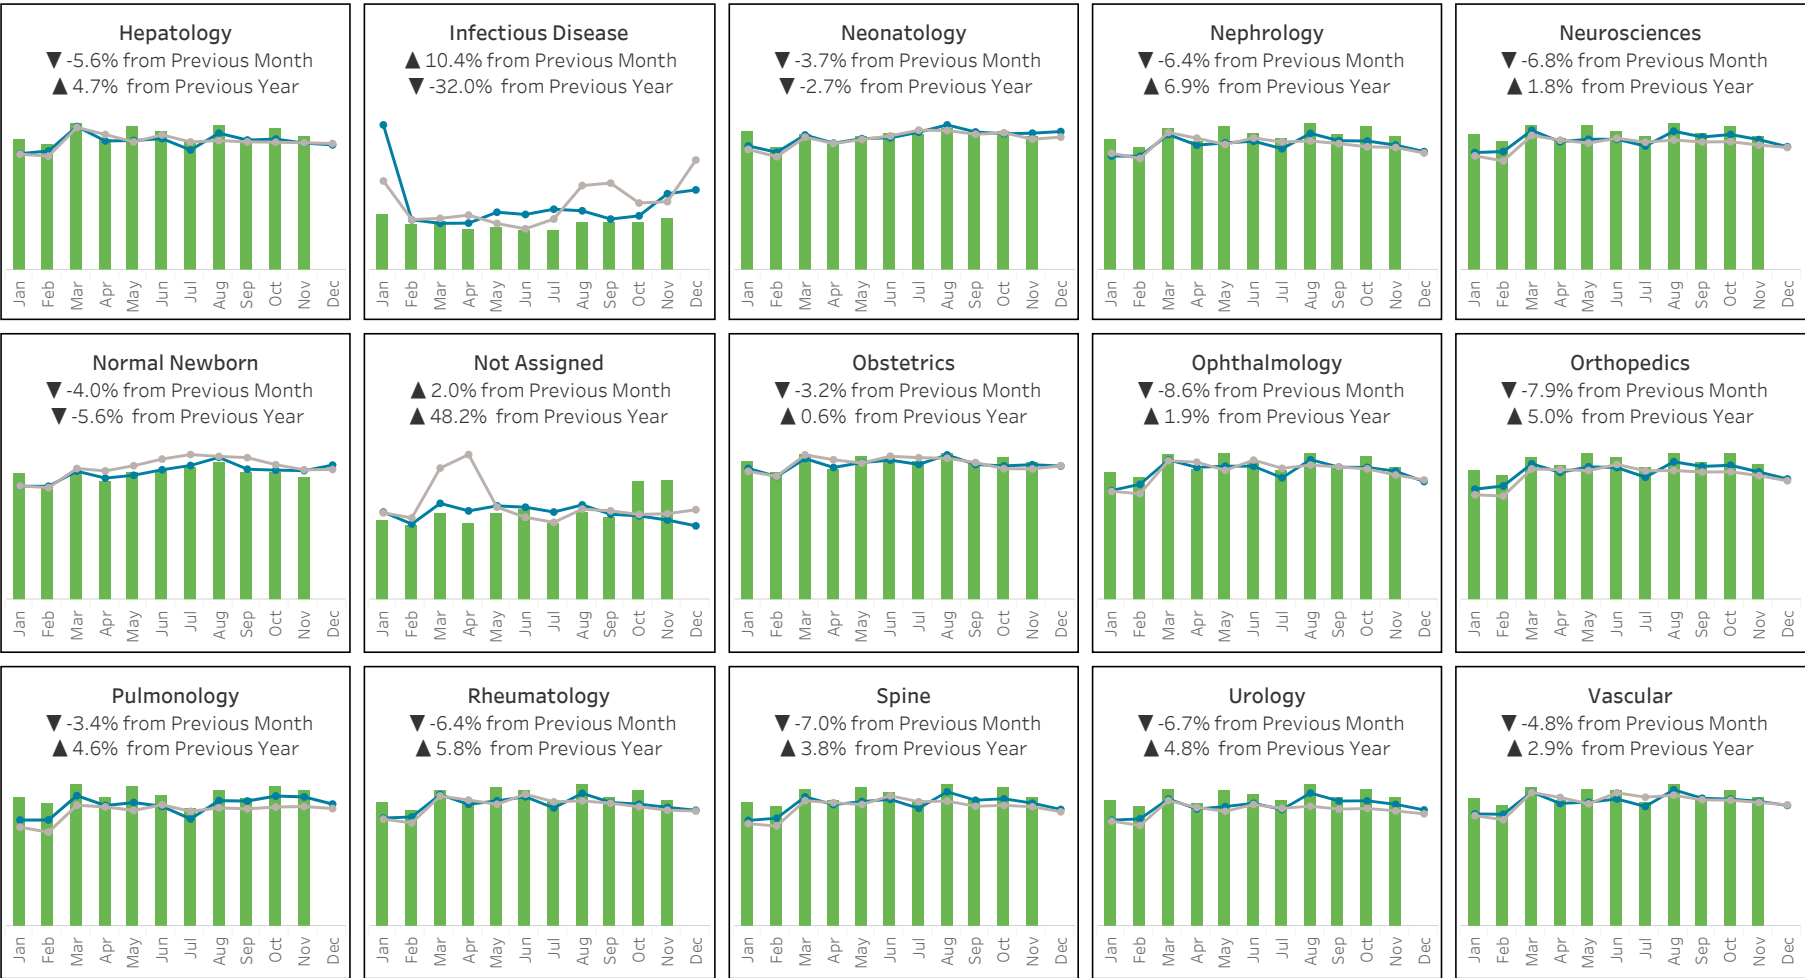 Hepatology
▼ -5.6% from Previous Month
▲ 4.7% from Previous Year
Jan Feb Mar Apr May Jun Jul Aug Sep Oct Nov Dec
Infectious Disease
▲ 10.4% from Previous Month
▼ -32.0% from Previous Year
Jan Feb Mar Apr May Jun Jul Aug Sep Oct Nov Dec
Neonatology
▼ -3.7% from Previous Month
▼ -2.7% from Previous Year
Jan Feb Mar Apr May Jun Jul Aug Sep Oct Nov Dec
Nephrology
▼ -6.4% from Previous Month
▲ 6.9% from Previous Year
Jan Feb Mar Apr May Jun Jul Aug Sep Oct Nov Dec
Neurosciences
▼ -6.8% from Previous Month
▲ 1.8% from Previous Year
Jan Feb Mar Apr May Jun Jul Aug Sep Oct Nov Dec
Normal Newborn
▼ -4.0% from Previous Month
▼ -5.6% from Previous Year
Jan Feb Mar Apr May Jun Jul Aug Sep Oct Nov Dec
Not Assigned
▲ 2.0% from Previous Month
▲ 48.2% from Previous Year
Jan Feb Mar Apr May Jun Jul Aug Sep Oct Nov Dec
Obstetrics
▼ -3.2% from Previous Month
▲ 0.6% from Previous Year
Jan Feb Mar Apr May Jun Jul Aug Sep Oct Nov Dec
Ophthalmology
▼ -8.6% from Previous Month
▲ 1.9% from Previous Year
Jan Feb Mar Apr May Jun Jul Aug Sep Oct Nov Dec
Orthopedics
▼ -7.9% from Previous Month
▲ 5.0% from Previous Year
Jan Feb Mar Apr May Jun Jul Aug Sep Oct Nov Dec
Pulmonology
▼ -3.4% from Previous Month
▲ 4.6% from Previous Year
Jan Feb Mar Apr May Jun Jul Aug Sep Oct Nov Dec
Rheumatology
▼ -6.4% from Previous Month
▲ 5.8% from Previous Year
Jan Feb Mar Apr May Jun Jul Aug Sep Oct Nov Dec
Spine
▼ -7.0% from Previous Month
▲ 3.8% from Previous Year
Jan Feb Mar Apr May Jun Jul Aug Sep Oct Nov Dec
Urology
▼ -6.7% from Previous Month
▲ 4.8% from Previous Year
Jan Feb Mar Apr May Jun Jul Aug Sep Oct Nov Dec
Vascular
▼ -4.8% from Previous Month
▲ 2.9% from Previous Year
Jan Feb Mar Apr May Jun Jul Aug Sep Oct Nov Dec